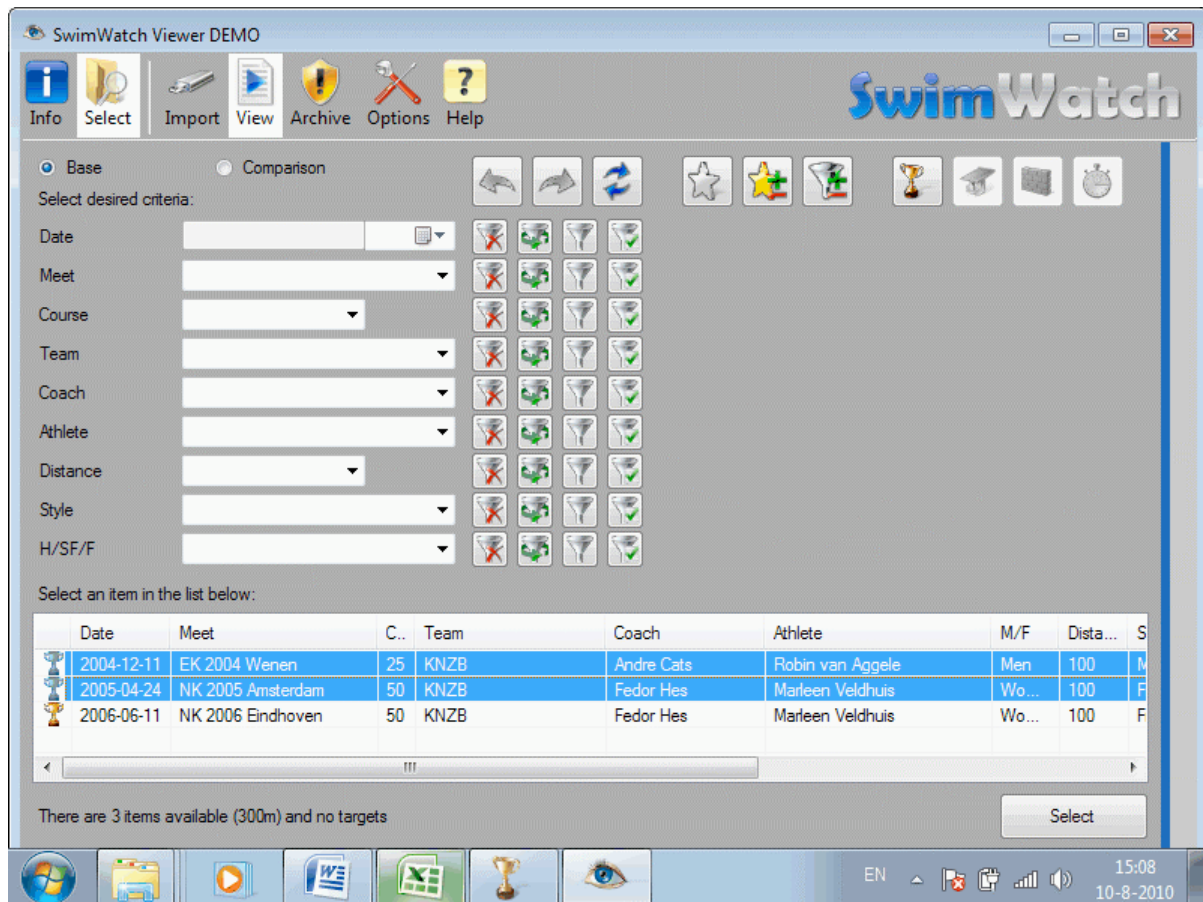 SwimWatch Viewer DEMO
Info Select Import View Archive Options Help
SwimWatch
Base Comparison
Select desired criteria:
Date
Meet
Course
Team
Coach
Athlete
Distance
Style
H/SF/F
Select an item in the list below:
Date Meet C.. Team Coach Athlete M/F Dista... S
2004-12-11 EK 2004 Wenen 25 KNZB Andre Cats Robin van Aggele Men 100 M
2005-04-24 NK 2005 Amsterdam 50 KNZB Fedor Hes Marleen Veldhuis Wo... 100 F
2006-06-11 NK 2006 Eindhoven 50 KNZB Fedor Hes Marleen Veldhuis Wo... 100 F
There are 3 items available (300m) and no targets
Select
EN 15:08
10-8-2010